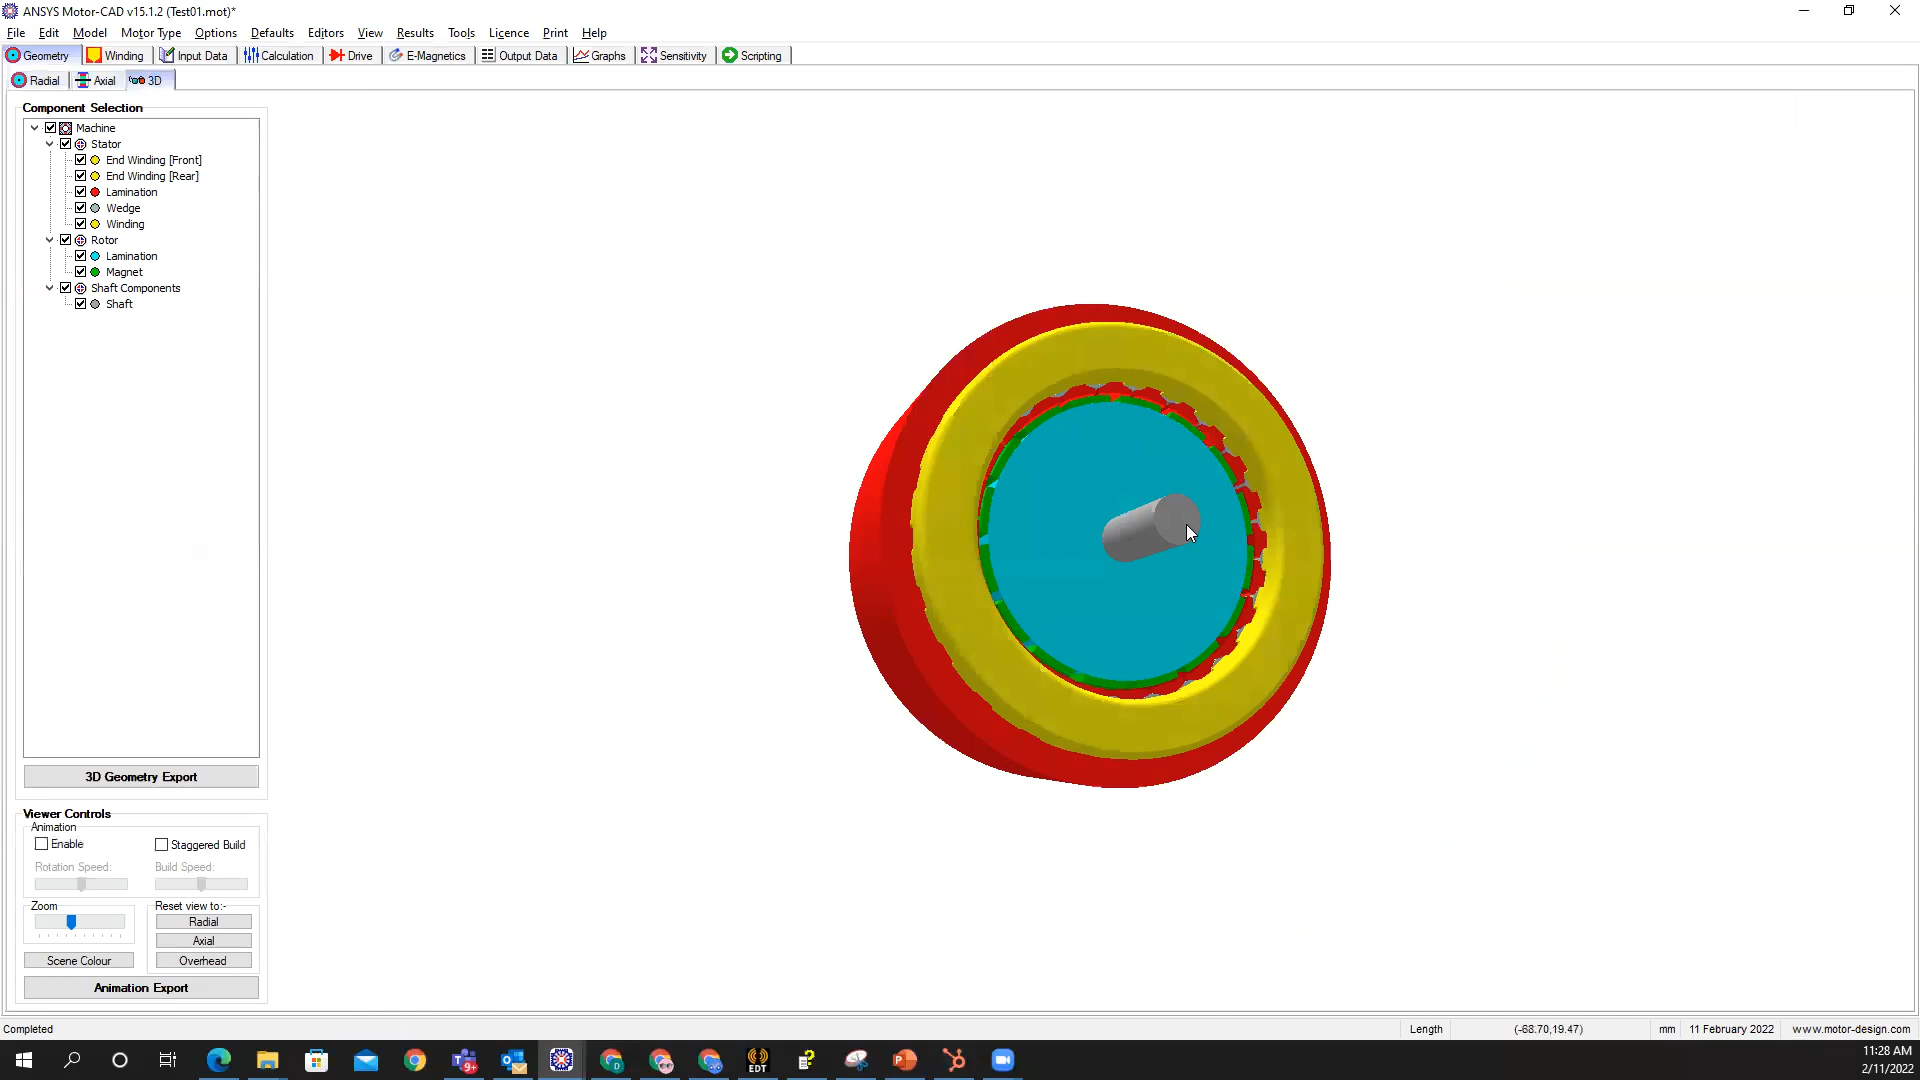 ANSYS Motor-CAD v15.1.2 (Test01.mot)*
File Edit Model Motor Type Options Defaults Editors View Results Tools Licence Print Help
Geometry Winding Input Data Calculation Drive E-Magnetics Output Data Graphs Sensitivity Scripting
Radial Axial 3D
Component Selection
Machine
Stator
End Winding [Front]
End Winding [Rear]
Lamination
Wedge
Winding
Rotor
Lamination
Magnet
Shaft Components
Shaft
3D Geometry Export
Viewer Controls
Animation
Enable Staggered Build
Rotation Speed: Build Speed:
Zoom Reset view to:-
Radial
Axial
Scene Colour Overhead
Animation Export
Completed Length (-68.70,19.47) mm 11 February 2022 www.motor-design.com
9+ D EDT
11:28 AM
2/11/2022